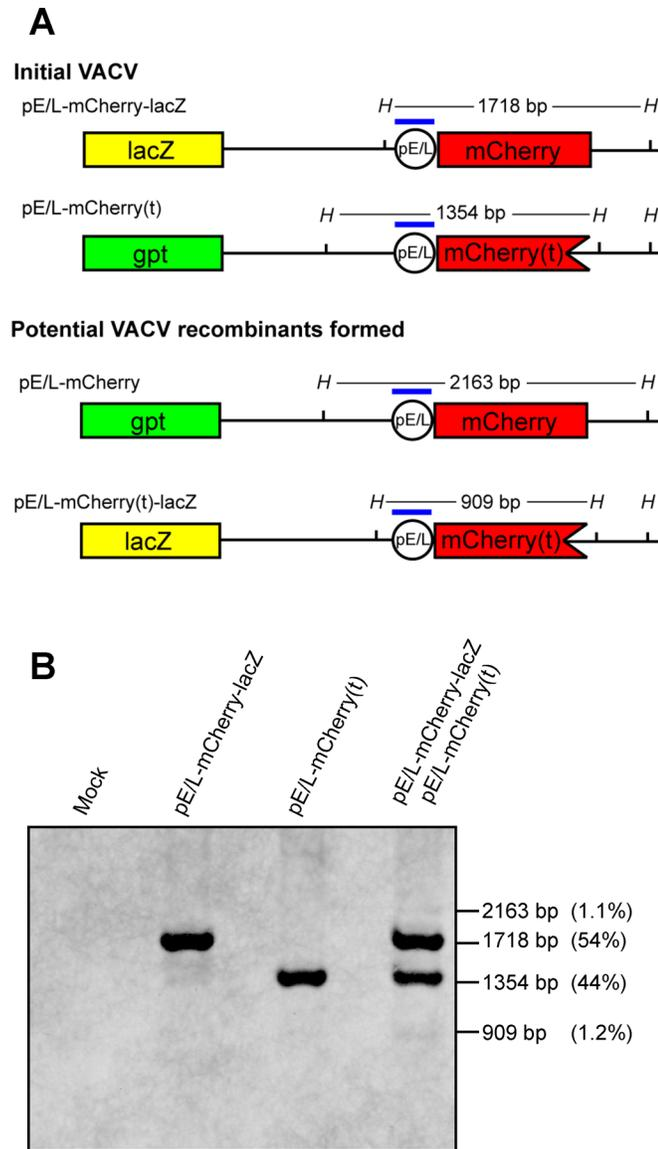 A
Initial VACV
pE/L-mCherry-lacZ
H 1718 bp H
lacZ pE/L mCherry
pE/L-mCherry(t)
H 1354 bp H H
gpt pE/L mCherry(t)
Potential VACV recombinants formed
pE/L-mCherry
H 2163 bp H
gpt pE/L mCherry
pE/L-mCherry(t)-lacZ
H 909 bp H H
lacZ pE/L mCherry(t)
B
Mock
pE/L-mCherry-lacZ
pE/L-mCherry(t)
pE/L-mCherry-lacZ
pE/L-mCherry(t)
2163 bp (1.1%)
1718 bp (54%)
1354 bp (44%)
909 bp (1.2%)